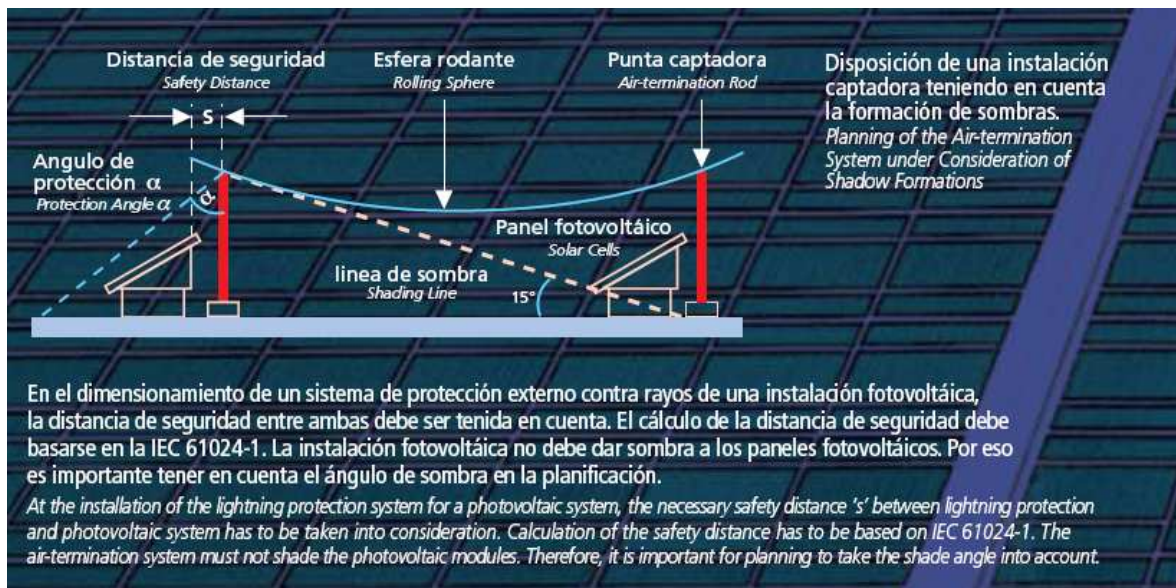 Distancia de seguridad
Safety Distance
Esfera rodante
Rolling Sphere
Punta captadora
Air-termination Rod
Disposición de una instalación
captadora teniendo en cuenta
la formación de sombras.
Planning of the Air-termination
System under Consideration of
Shadow Formations
S
Angulo de
protección α
Protection Angle α
α
Panel fotovoltáico
Solar Cells
linea de sombra
Shading Line
15°
En el dimensionamiento de un sistema de protección externo contra rayos de una instalación fotovoltáica,
la distancia de seguridad entre ambas debe ser tenida en cuenta. El cálculo de la distancia de seguridad debe
basarse en la IEC 61024-1. La instalación fotovoltáica no debe dar sombra a los paneles fotovoltáicos. Por eso
es importante tener en cuenta el ángulo de sombra en la planificación.
At the installation of the lightning protection system for a photovoltaic system, the necessary safety distance 's' between lightning protection
and photovoltaic system has to be taken into consideration. Calculation of the safety distance has to be based on IEC 61024-1. The
air-termination system must not shade the photovoltaic modules. Therefore, it is important for planning to take the shade angle into account.